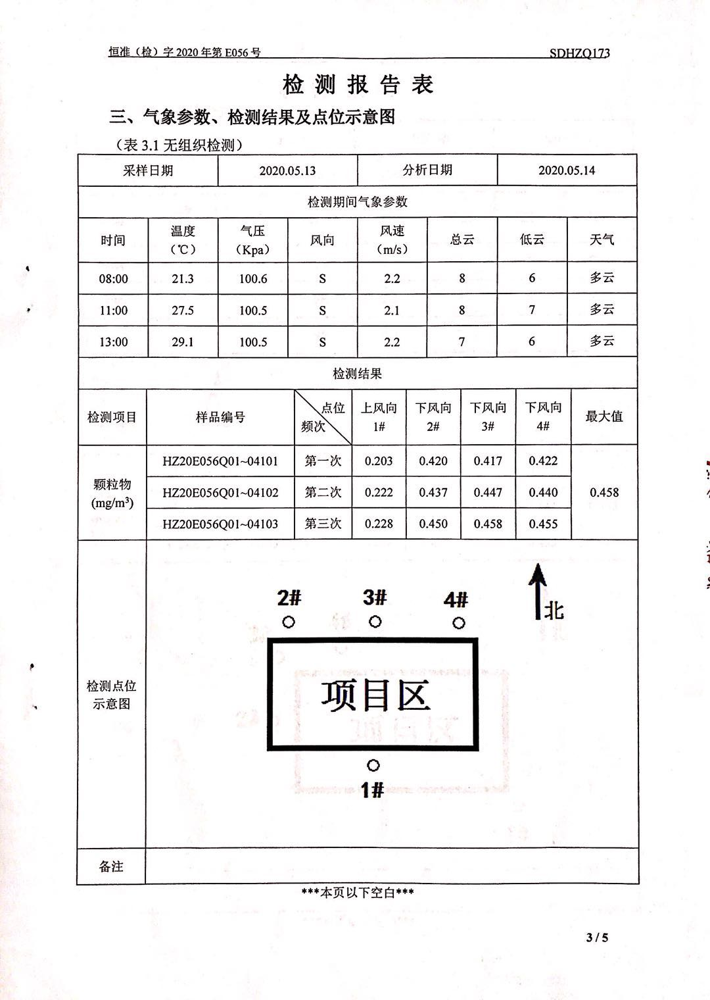 恒准（检）字 2020 年第 E056 号 SDHZQ173
检 测 报 告 表
三、气象参数、检测结果及点位示意图
（表 3.1 无组织检测）
采样日期 2020.05.13 分析日期 2020.05.14
检测期间气象参数
时间 温度（℃） 气压（Kpa） 风向 风速（m/s） 总云 低云 天气
08:00 21.3 100.6 S 2.2 8 6 多云
11:00 27.5 100.5 S 2.1 8 7 多云
13:00 29.1 100.5 S 2.2 7 6 多云
检测结果
检测项目 样品编号 点位 频次 上风向 1# 下风向 2# 下风向 3# 下风向 4# 最大值
颗粒物 (mg/m³)
HZ20E056Q01~04101 第一次 0.203 0.420 0.417 0.422
HZ20E056Q01~04102 第二次 0.222 0.437 0.447 0.440 0.458
HZ20E056Q01~04103 第三次 0.228 0.450 0.458 0.455
检测点位
示意图
2# 3# 4#
北
项目区
1#
备注
***本页以下空白***
3 / 5